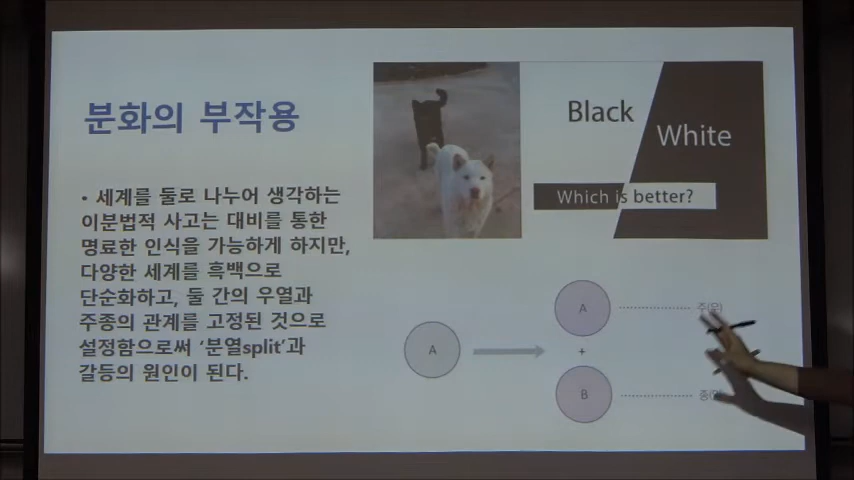 분화의 부작용
• 세계를 둘로 나누어 생각하는
이분법적 사고는 대비를 통한
명료한 인식을 가능하게 하지만,
다양한 세계를 흑백으로
단순화하고, 둘 간의 우열과
주종의 관계를 고정된 것으로
설정함으로써 ‘분열split’과
갈등의 원인이 된다.
Black
White
Which is better?
A
A
+
B